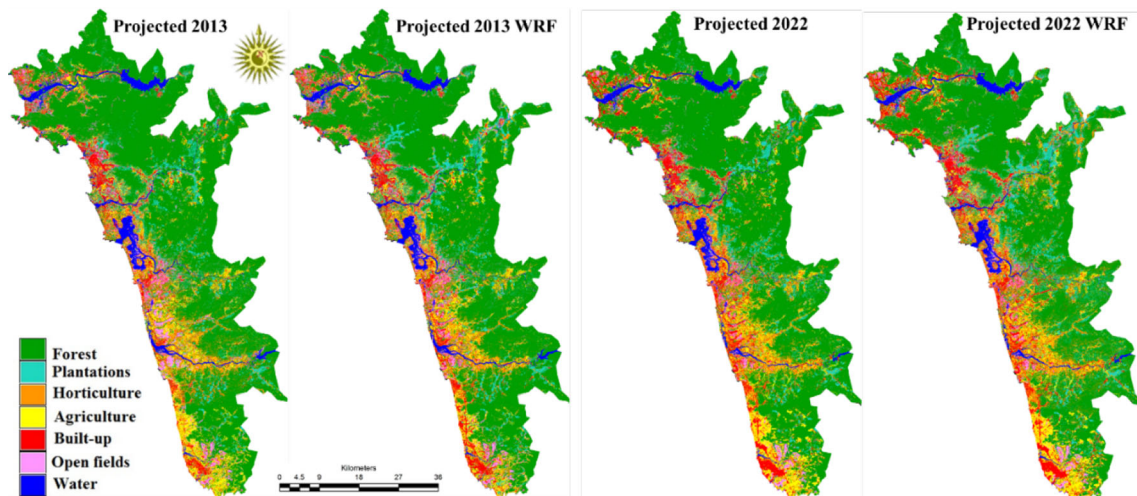 Projected 2013
Projected 2013 WRF
Projected 2022
Projected 2022 WRF
Forest
Plantations
Horticulture
Agriculture
Built-up
Open fields
Water
Kilometers
0 4.5 9 18 27 36